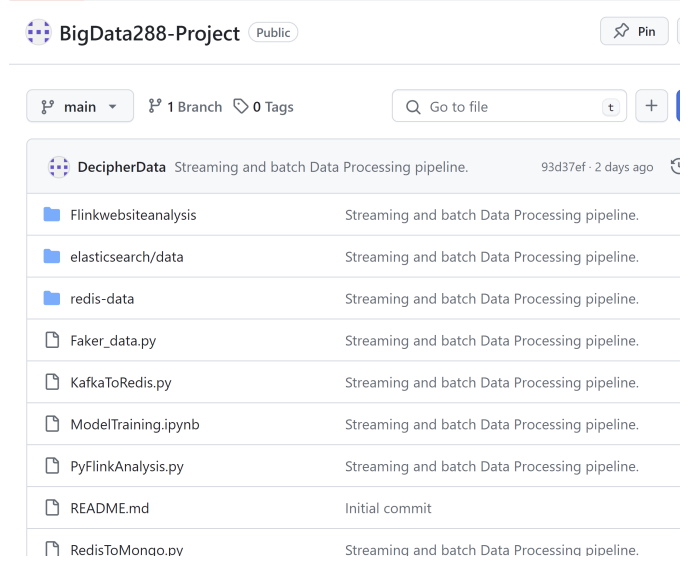 BigData288-Project Public Pin
main 1 Branch 0 Tags Go to file t
DecipherData Streaming and batch Data Processing pipeline. 93d37ef · 2 days ago
Flinkwebsiteanalysis Streaming and batch Data Processing pipeline.
elasticsearch/data Streaming and batch Data Processing pipeline.
redis-data Streaming and batch Data Processing pipeline.
Faker_data.py Streaming and batch Data Processing pipeline.
KafkaToRedis.py Streaming and batch Data Processing pipeline.
ModelTraining.ipynb Streaming and batch Data Processing pipeline.
PyFlinkAnalysis.py Streaming and batch Data Processing pipeline.
README.md Initial commit
RedisToMongo.py Streaming and batch Data Processing pipeline.